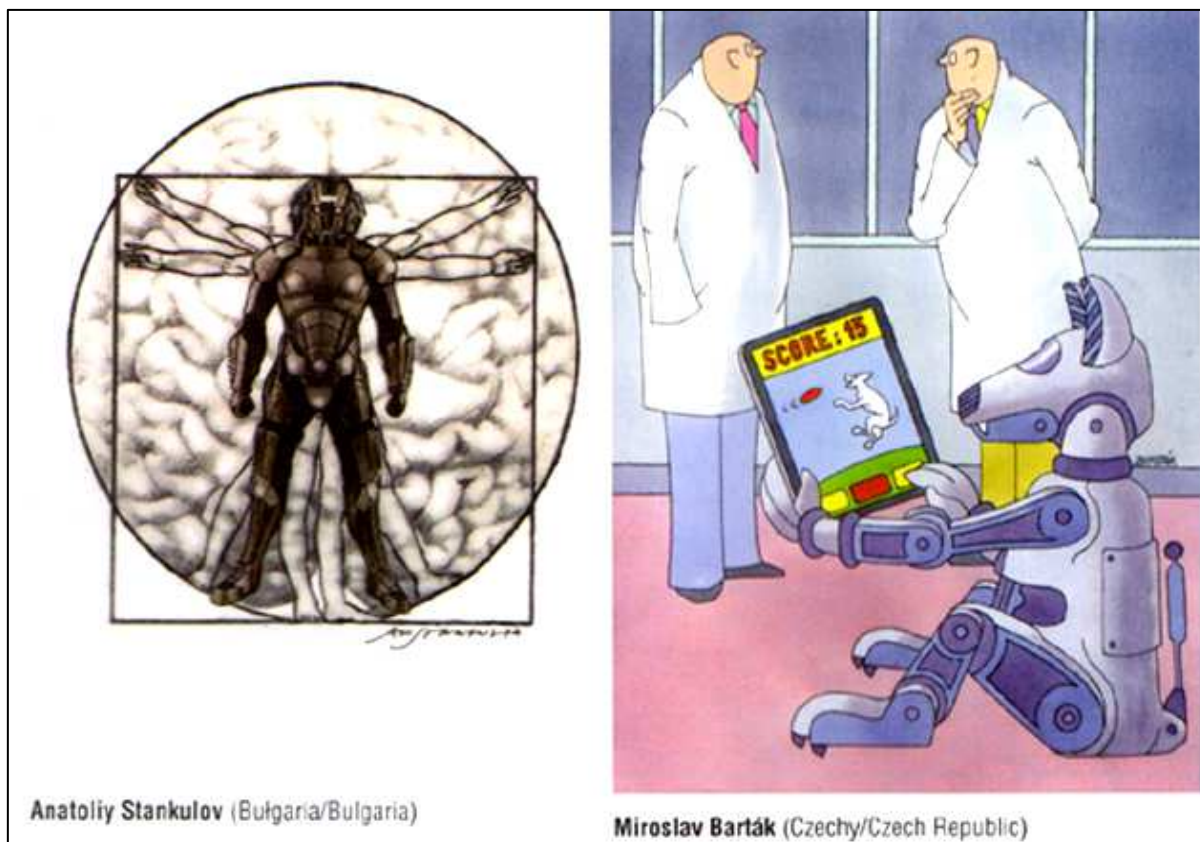 SCORE: 15
Anatoliy Stankulov (Bułgaria/Bulgaria)
Miroslav Barták (Czechy/Czech Republic)